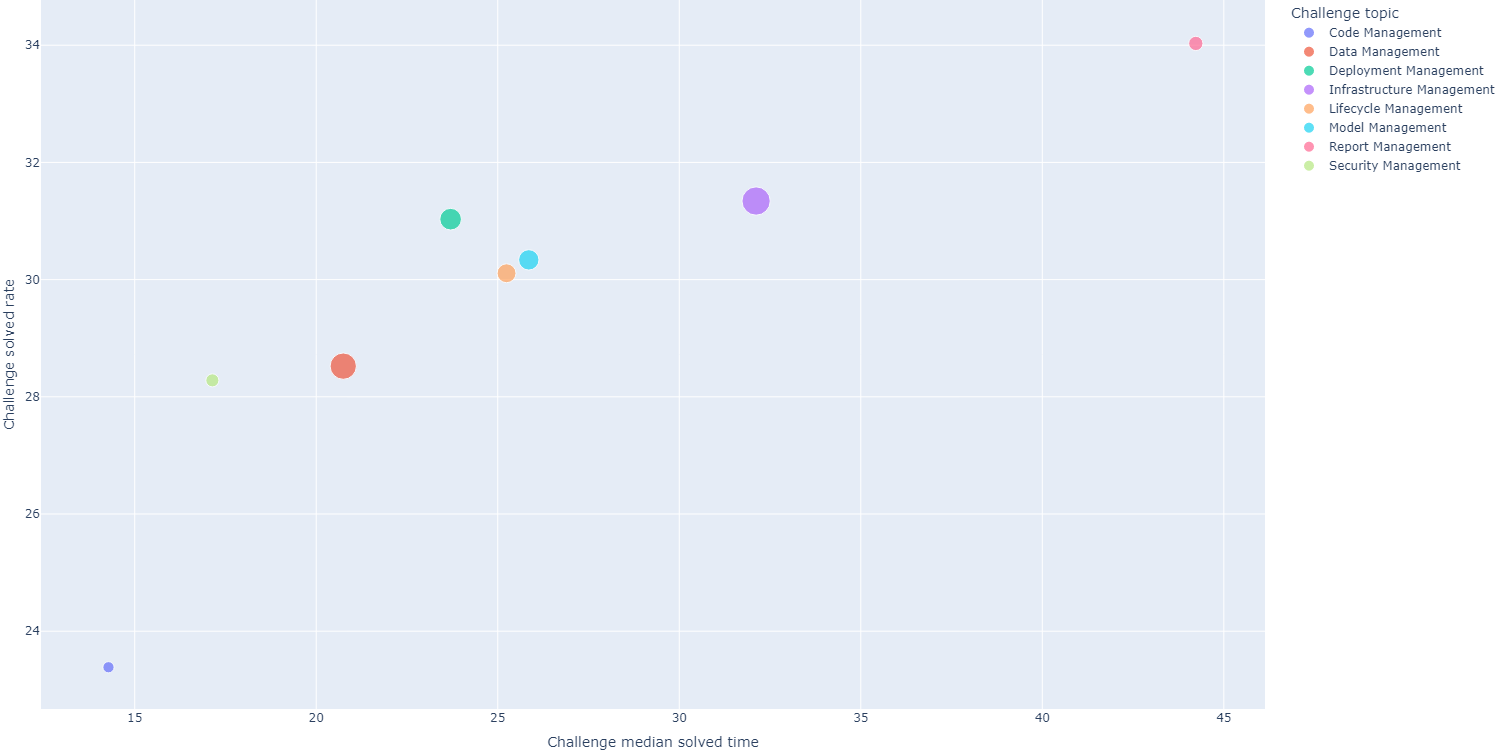 Challenge topic
Code Management
Data Management
Deployment Management
Infrastructure Management
Lifecycle Management
Model Management
Report Management
Security Management
Challenge solved rate
34
32
30
28
26
24
15 20 25 30 35 40 45
Challenge median solved time